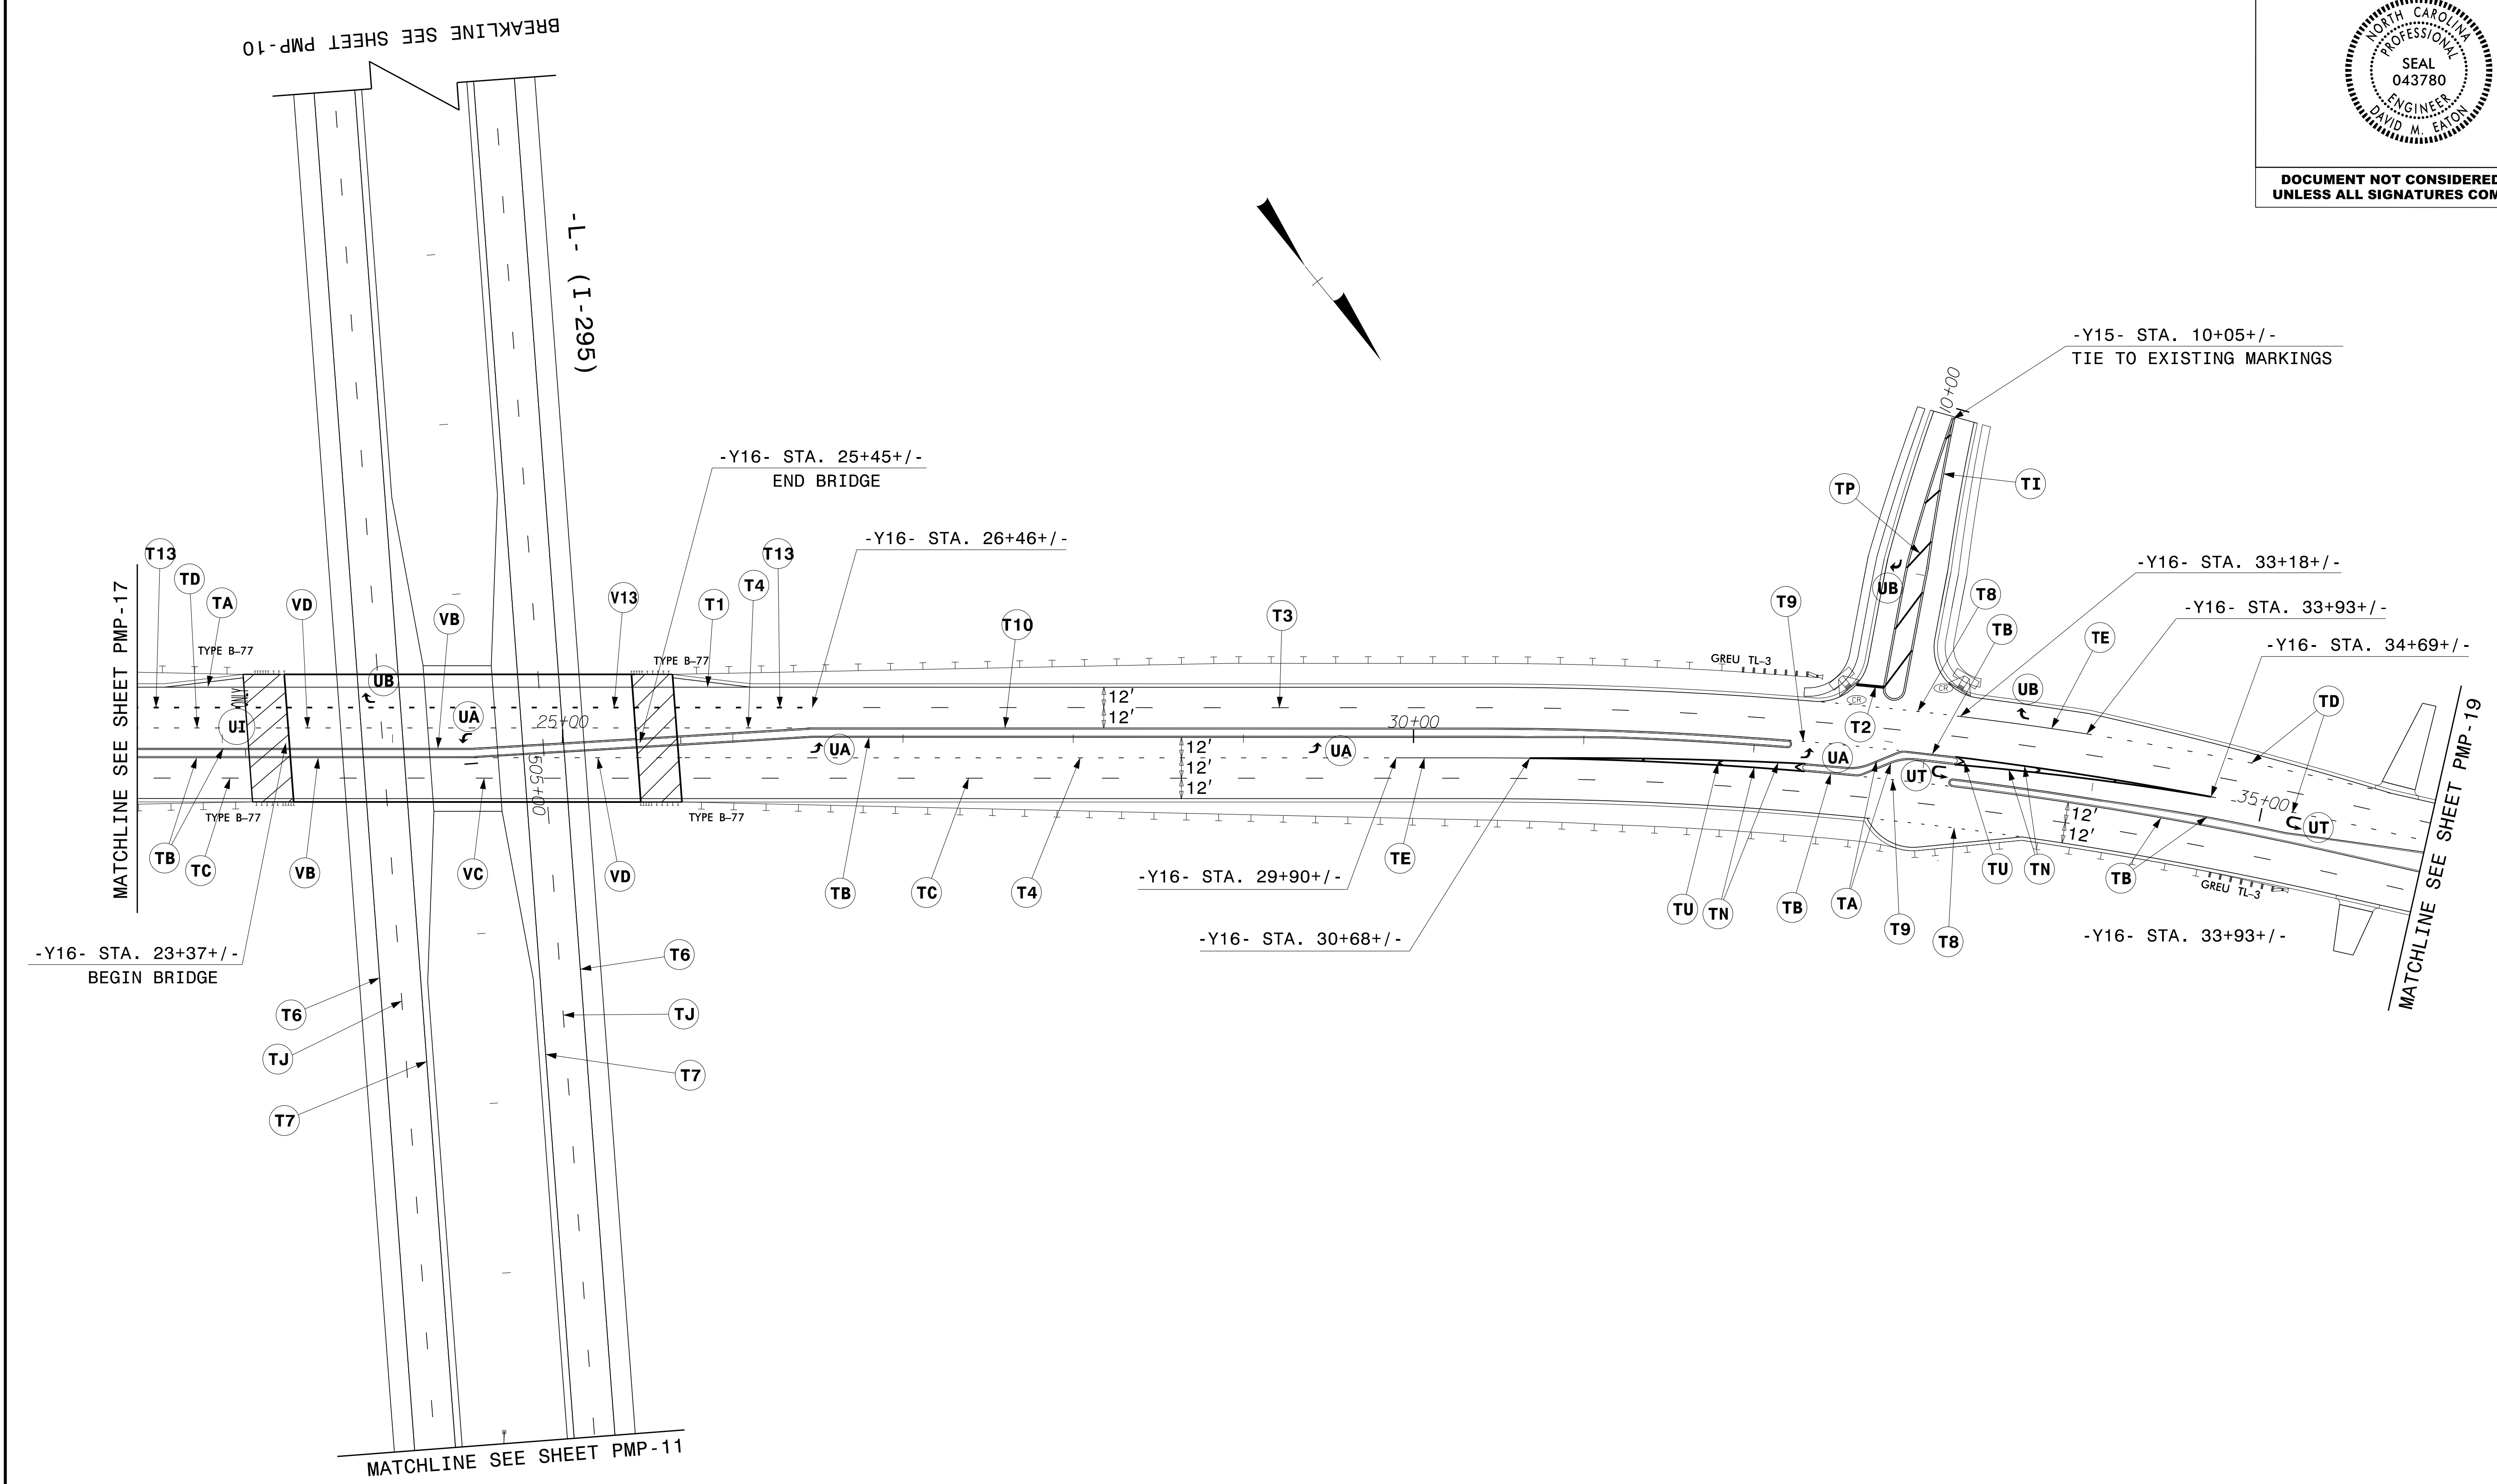 BREAKLINE SEE SHEET PMP-10
NORTH CAROLINA
PROFESSIONAL
SEAL
043780
ENGINEER
DAVID M. EATON
DOCUMENT NOT CONSIDERED
UNLESS ALL SIGNATURES COM
-L- (I-295)
-Y15- STA. 10+05+/-
TIE TO EXISTING MARKINGS
10+00
-Y16- STA. 25+45+/-
END BRIDGE
TP
TI
-Y16- STA. 26+46+/-
-Y16- STA. 33+18+/-
T13
T13
TD
T4
UB
T8
-Y16- STA. 33+93+/-
TA
VD
V13
T1
T9
VB
T10
T3
TB
TE
-Y16- STA. 34+69+/-
MATCHLINE SEE SHEET PMP-17
TYPE B-77
TYPE B-77
GREU TL-3
UB
UB
CR
CR
12'
12'
TD
UI
UA
25+00
30+00
T2
MATCHLINE SEE SHEET PMP-19
UA
UA
UA
12'
12'
12'
505+00
UT
35+00
12'
12'
UT
TYPE B-77
TYPE B-77
TB
TC
VB
VC
VD
TB
TC
T4
-Y16- STA. 29+90+/-
TE
TU
TN
TB
TA
T9
T8
TU
TN
TB
GREU TL-3
-Y16- STA. 30+68+/-
-Y16- STA. 33+93+/-
-Y16- STA. 23+37+/-
BEGIN BRIDGE
T6
T6
TJ
TJ
T7
T7
MATCHLINE SEE SHEET PMP-11